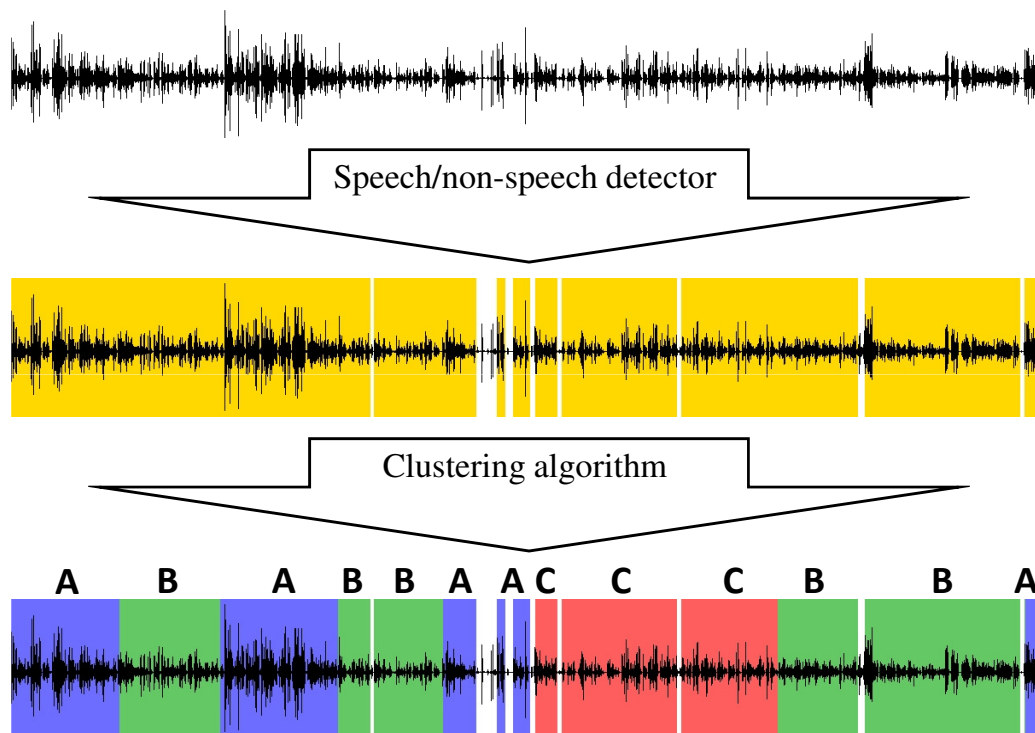 Speech/non-speech detector
Clustering algorithm
A B A B B A A C C C B B A